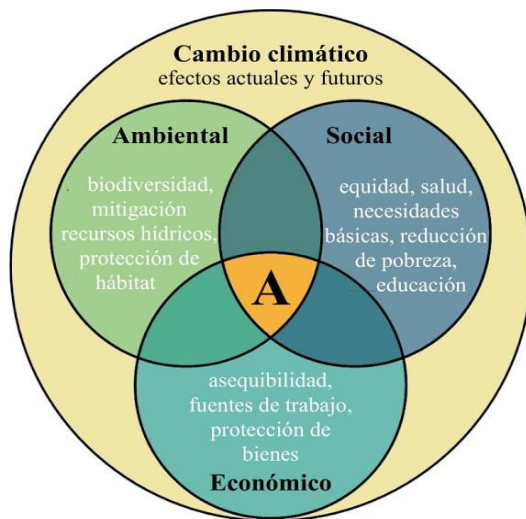 Cambio climático
efectos actuales y futuros
Ambiental
biodiversidad,
mitigación
recursos hídricos,
protección de
hábitat
Social
equidad, salud,
necesidades
básicas, reducción
de pobreza,
educación
A
asequibilidad,
fuentes de trabajo,
protección de
bienes
Económico